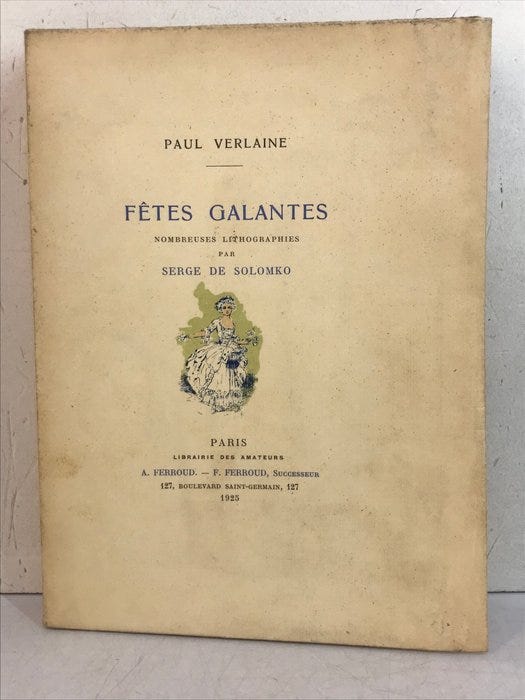 PAUL VERLAINE
FÊTES GALANTES
NOMBREUSES LITHOGRAPHIES
PAR
SERGE DE SOLOMKO
PARIS
LIBRAIRIE DES AMATEURS
A. FERROUD. — F. FERROUD, SUCCESSEUR
127, BOULEVARD SAINT-GERMAIN, 127
1925